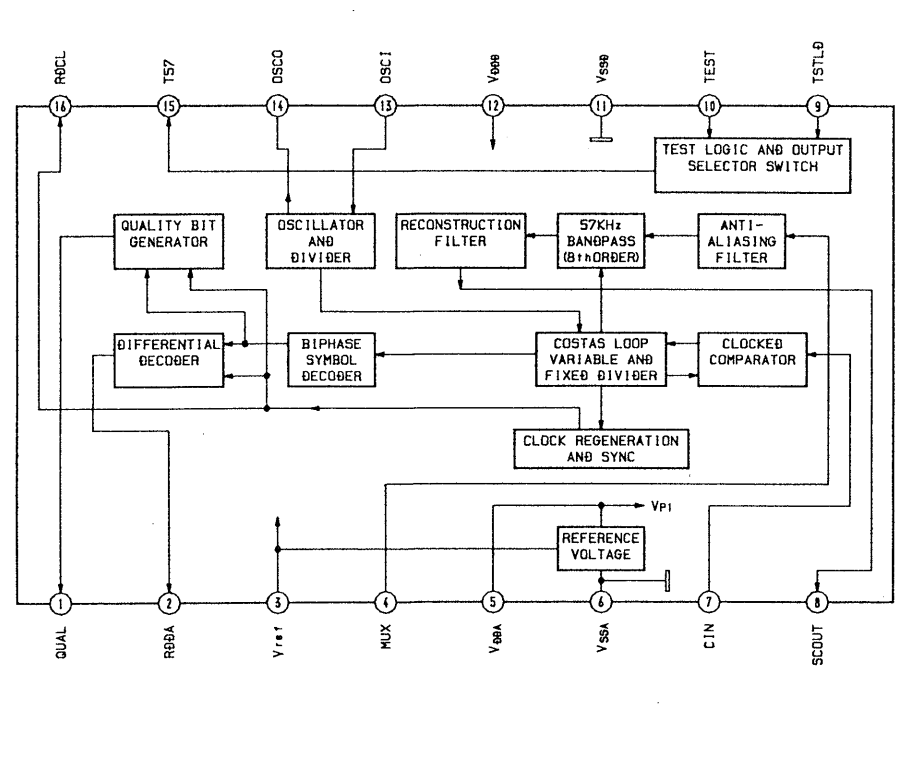 RDCL
T57
OSCO
OSCI
VDDD
VSSD
TEST
TSTLD
16
15
14
13
12
11
10
9
TEST LOGIC AND OUTPUT
SELECTOR SWITCH
QUALITY BIT
GENERATOR
OSCILLATOR
AND
DIVIDER
RECONSTRUCTION
FILTER
57KHz
BANDPASS
(8thORDER)
ANTI-
ALIASING
FILTER
DIFFERENTIAL
DECODER
BIPHASE
SYMBOL
DECODER
COSTAS LOOP
VARIABLE AND
FIXED DIVIDER
CLOCKED
COMPARATOR
CLOCK REGENERATION
AND SYNC
VP1
REFERENCE
VOLTAGE
1
2
3
4
5
6
7
8
QUAL
RDDA
Vref
MUX
VDDA
VSSA
CIN
SCOUT